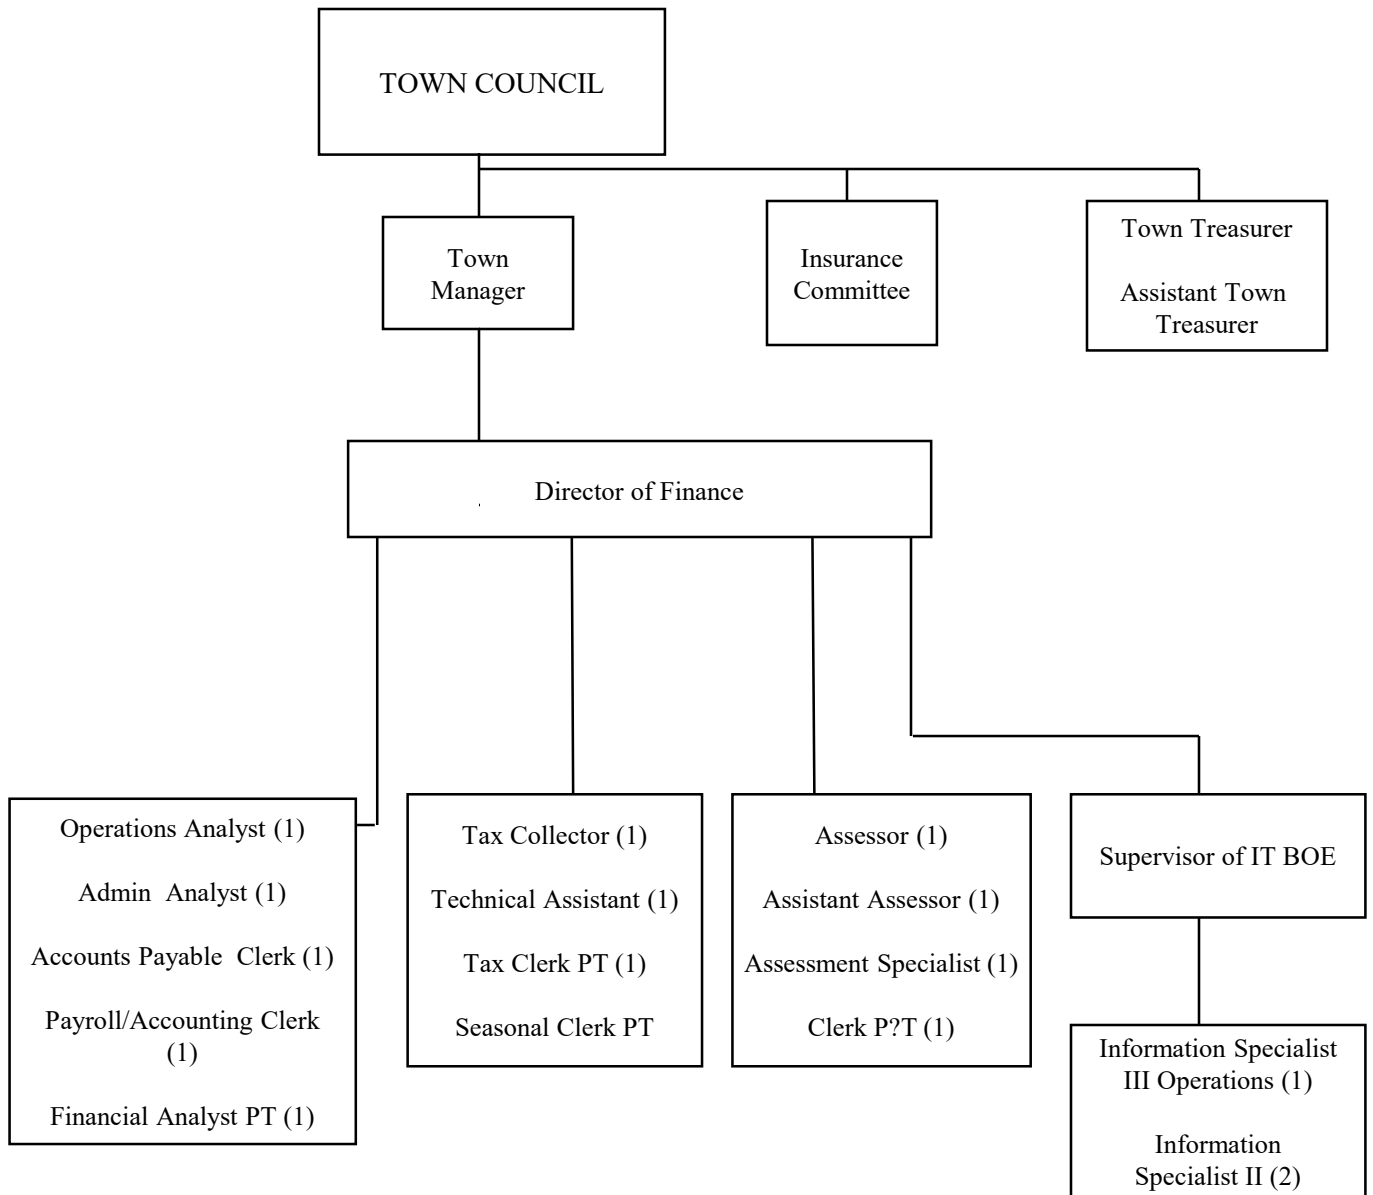 TOWN COUNCIL
Town
Manager
Insurance
Committee
Town Treasurer
Assistant Town
Treasurer
Director of Finance
Operations Analyst (1)
Admin  Analyst (1)
Accounts Payable  Clerk (1)
Payroll/Accounting Clerk
(1)
Financial Analyst PT (1)
Tax Collector (1)
Technical Assistant (1)
Tax Clerk PT (1)
Seasonal Clerk PT
Assessor (1)
Assistant Assessor (1)
Assessment Specialist (1)
Clerk P?T (1)
Supervisor of IT BOE
Information Specialist
III Operations (1)
Information
Specialist II (2)